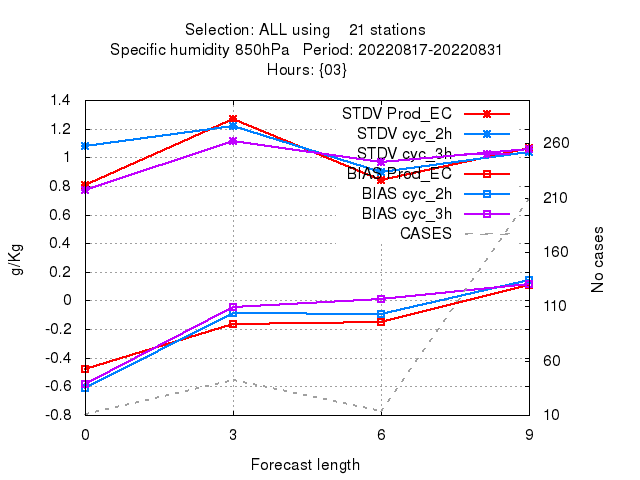 Selection: ALL using 21 stations
Specific humidity 850hPa Period: 20220817-20220831
Hours: {03}
STDV Prod_EC
STDV cyc_2h
STDV cyc_3h
BIAS Prod_EC
BIAS cyc_2h
BIAS cyc_3h
CASES
1.4
1.2
1
0.8
0.6
0.4
0.2
0
-0.2
-0.4
-0.6
-0.8
g/Kg
260
210
160
110
60
10
No cases
0 3 6 9
Forecast length